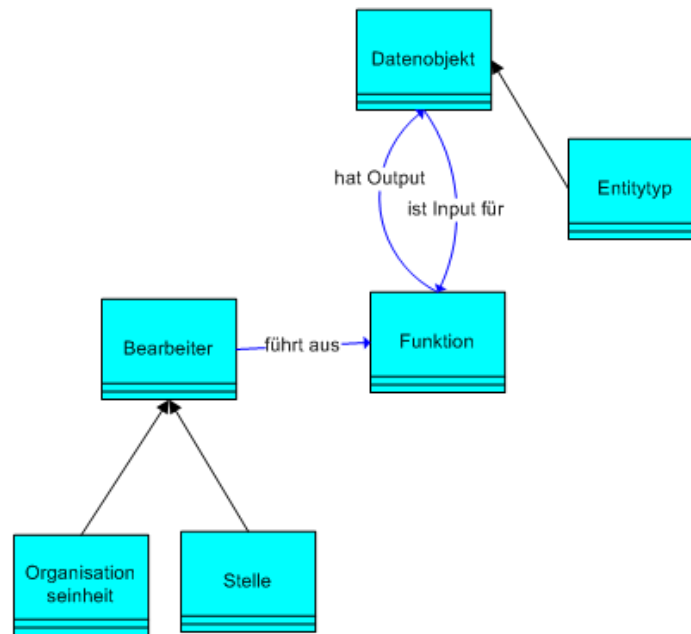 Datenobjekt
hat Output
Entitytyp
ist Input für
Bearbeiter
führt aus
Funktion
Organisation
seinheit
Stelle